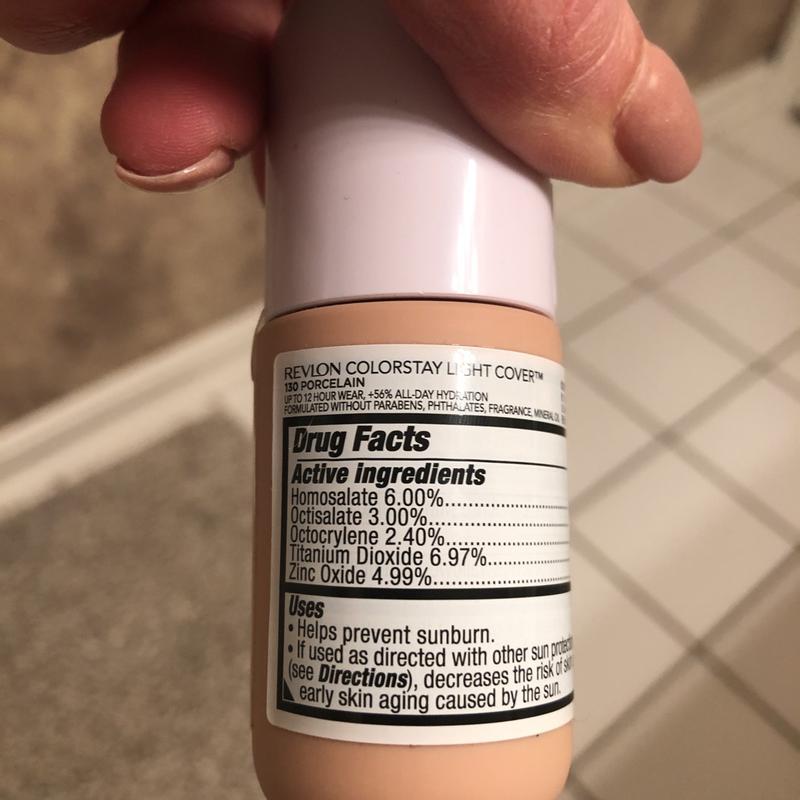 REVLON COLORSTAY LIGHT COVER™
130 PORCELAIN
UP TO 12 HOUR WEAR, +56% ALL-DAY HYDRATION
FORMULATED WITHOUT PARABENS, PHTHALATES, FRAGRANCE, MINERAL OIL
Drug Facts
Active ingredients
Homosalate 6.00%....................
Octisalate 3.00%......................
Octocrylene 2.40%....................
Titanium Dioxide 6.97%.............
Zinc Oxide 4.99%......................
Uses
• Helps prevent sunburn.
• If used as directed with other sun
(see Directions), decreases the risk of
early skin aging caused by the sun.